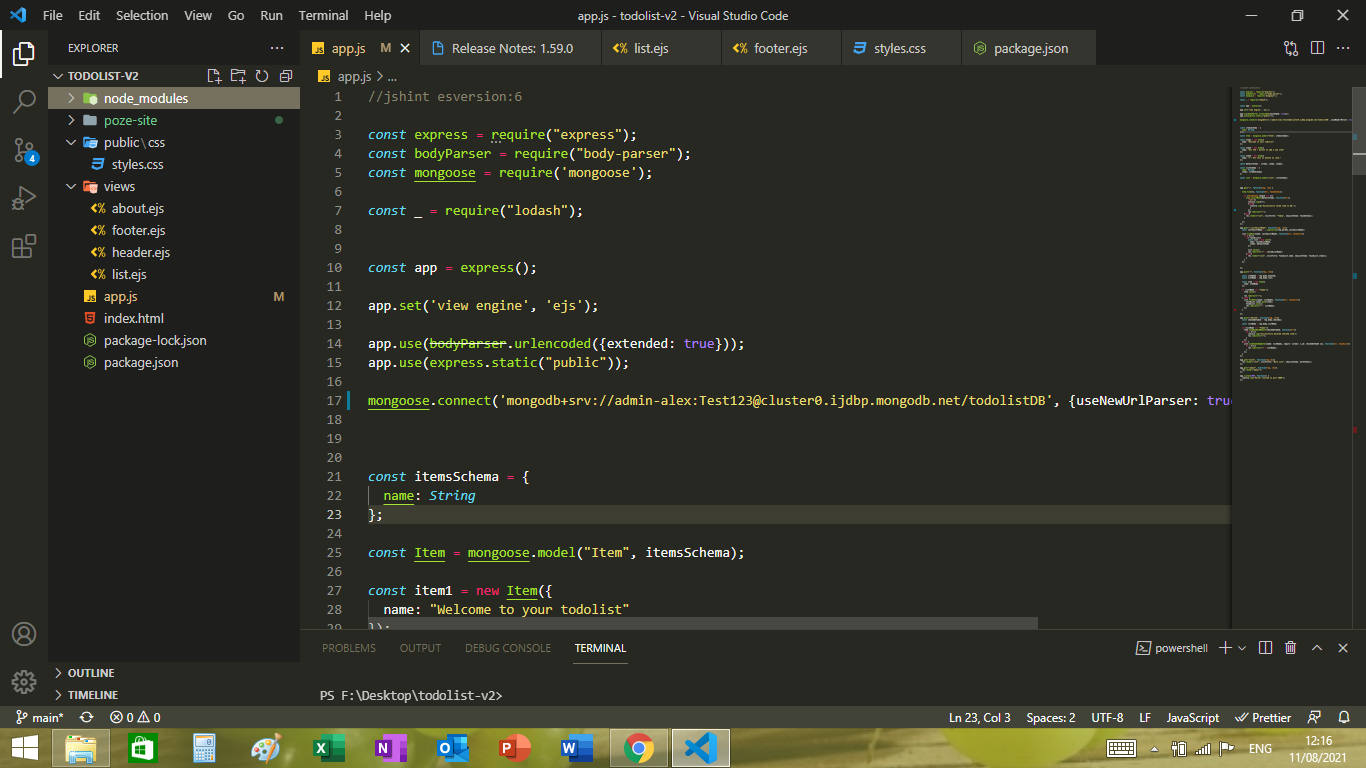 File Edit Selection View Go Run Terminal Help app.js - todolist-v2 - Visual Studio Code
EXPLORER
app.js M
Release Notes: 1.59.0
list.ejs
footer.ejs
styles.css
package.json
TODOLIST-V2
node_modules
poze-site
public\css
styles.css
views
about.ejs
footer.ejs
header.ejs
list.ejs
app.js M
index.html
package-lock.json
package.json
4
OUTLINE
TIMELINE
app.js > ...
1 //jshint esversion:6
2
3 const express = require("express");
4 const bodyParser = require("body-parser");
5 const mongoose = require('mongoose');
6
7 const _ = require("lodash");
8
9
10 const app = express();
11
12 app.set('view engine', 'ejs');
13
14 app.use(bodyParser.urlencoded({extended: true}));
15 app.use(express.static("public"));
16
17 mongoose.connect('mongodb+srv://admin-alex:Test123@cluster0.ijdbp.mongodb.net/todolistDB', {useNewUrlParser: tru
18
19
20
21 const itemsSchema = {
22 name: String
23 };
24
25 const Item = mongoose.model("Item", itemsSchema);
26
27 const item1 = new Item({
28 name: "Welcome to your todolist"
29 });
PROBLEMS OUTPUT DEBUG CONSOLE TERMINAL
powershell
PS F:\Desktop\todolist-v2>
main* 0 0 Ln 23, Col 3 Spaces: 2 UTF-8 LF JavaScript Prettier
ENG
12:16
11/08/2021